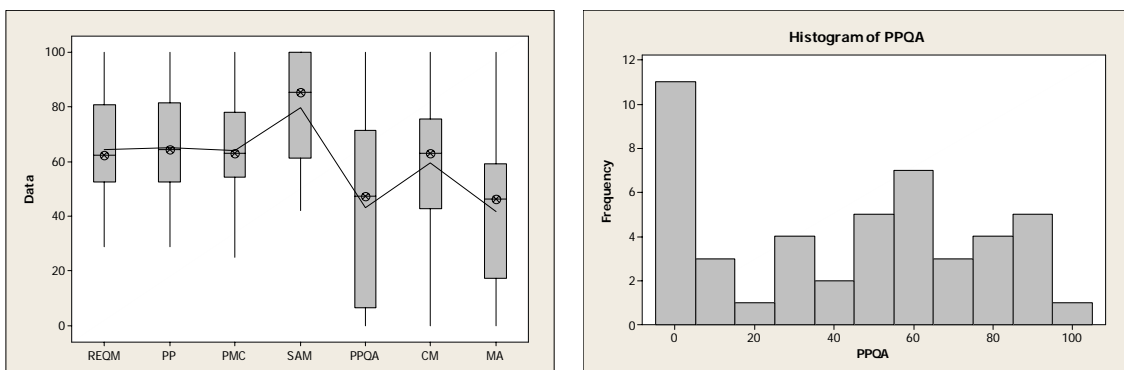 Data
100
80
60
40
20
0
REQM PP PMC SAM PPQA CM MA
Histogram of PPQA
Frequency
12
10
8
6
4
2
0
0 20 40 60 80 100
PPQA